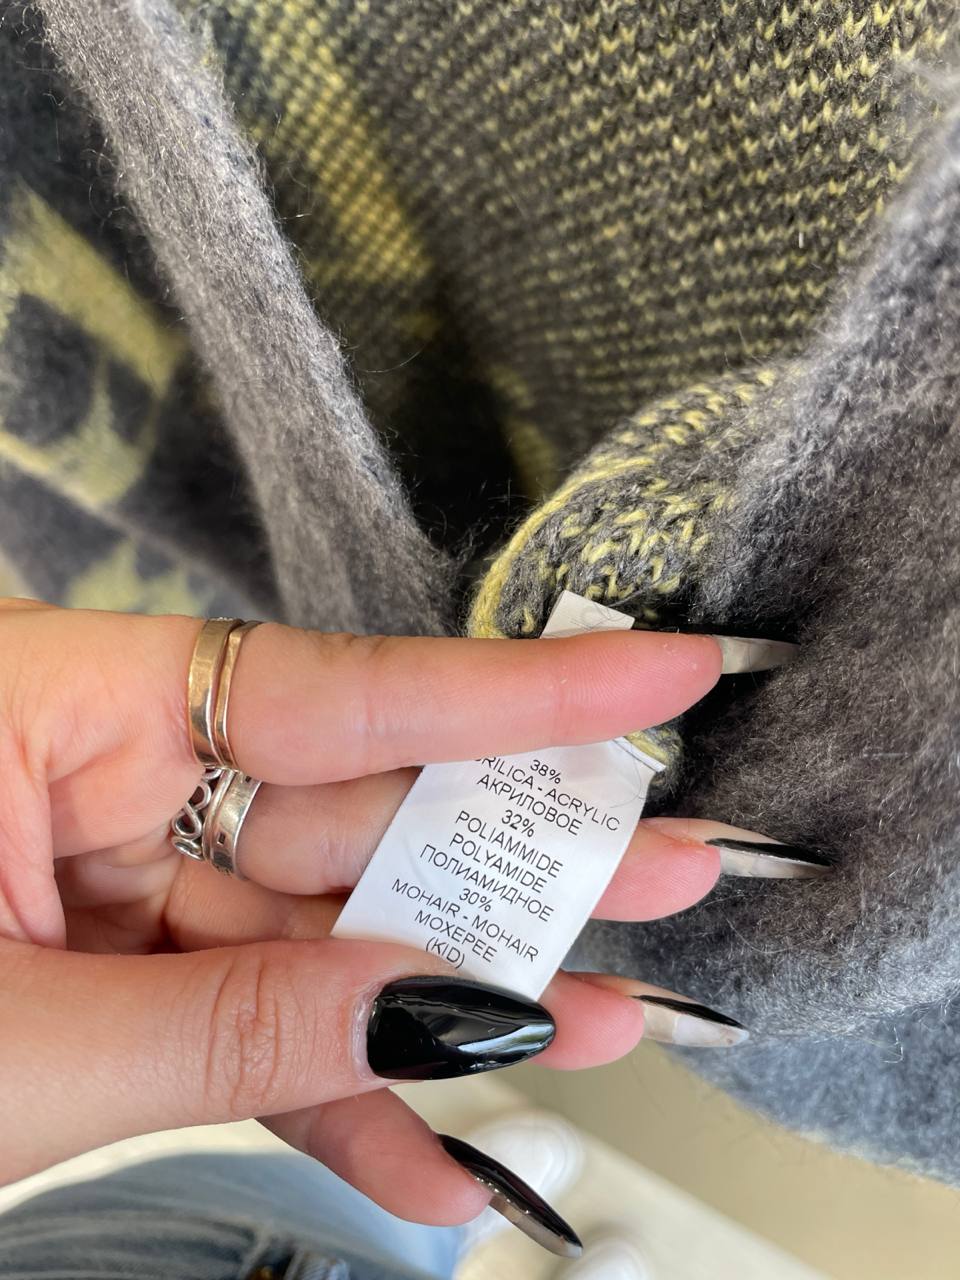 38%
- ACRYLIC
АКРИЛОВОЕ
32%
POLIAMMIDE
POLYAMIDE
ПОЛИАМИДНОЕ
30%
MOHAIR - MOHAIR
МОХЕРЕЕ
(KID)